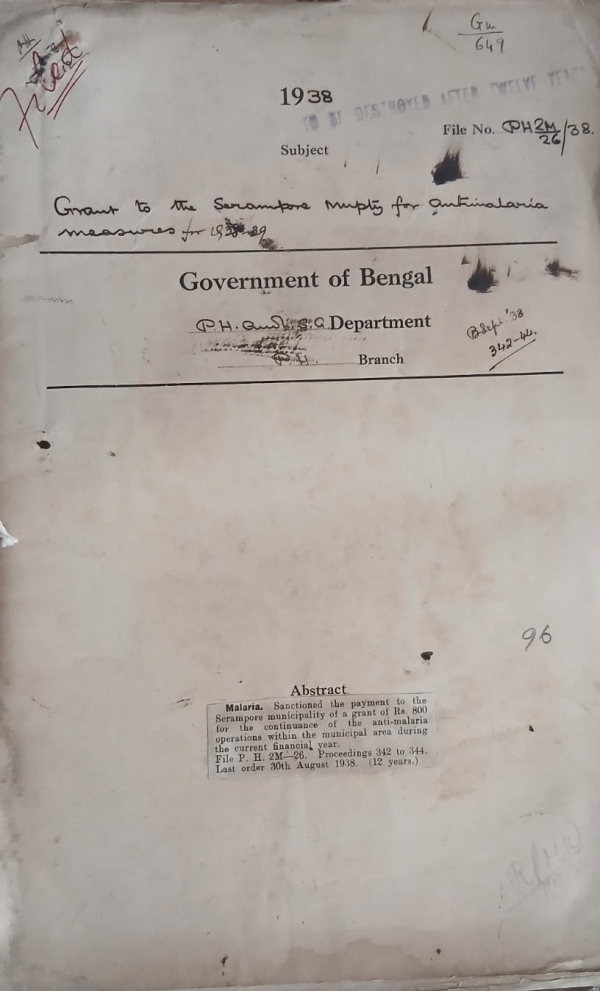 Gm
649
1938
TO BE DESTROYED AFTER TWELVE YEARS
File No. PH 2M/26/38.
Subject
Grant to the Serampore Mupty for antimalaria
measures for 1938-39
Government of Bengal
P.H. and L.S.G. Department
P.H. Branch
B Sep. '38
342-44.
96
Abstract
Malaria. Sanctioned the payment to the
Serampore municipality of a grant of Rs. 800
for the continuance of the anti-malaria
operations within the municipal area during
the current financial year.
File P. H. 2M—26. Proceedings 342 to 344.
Last order 30th August 1938. (12 years.)